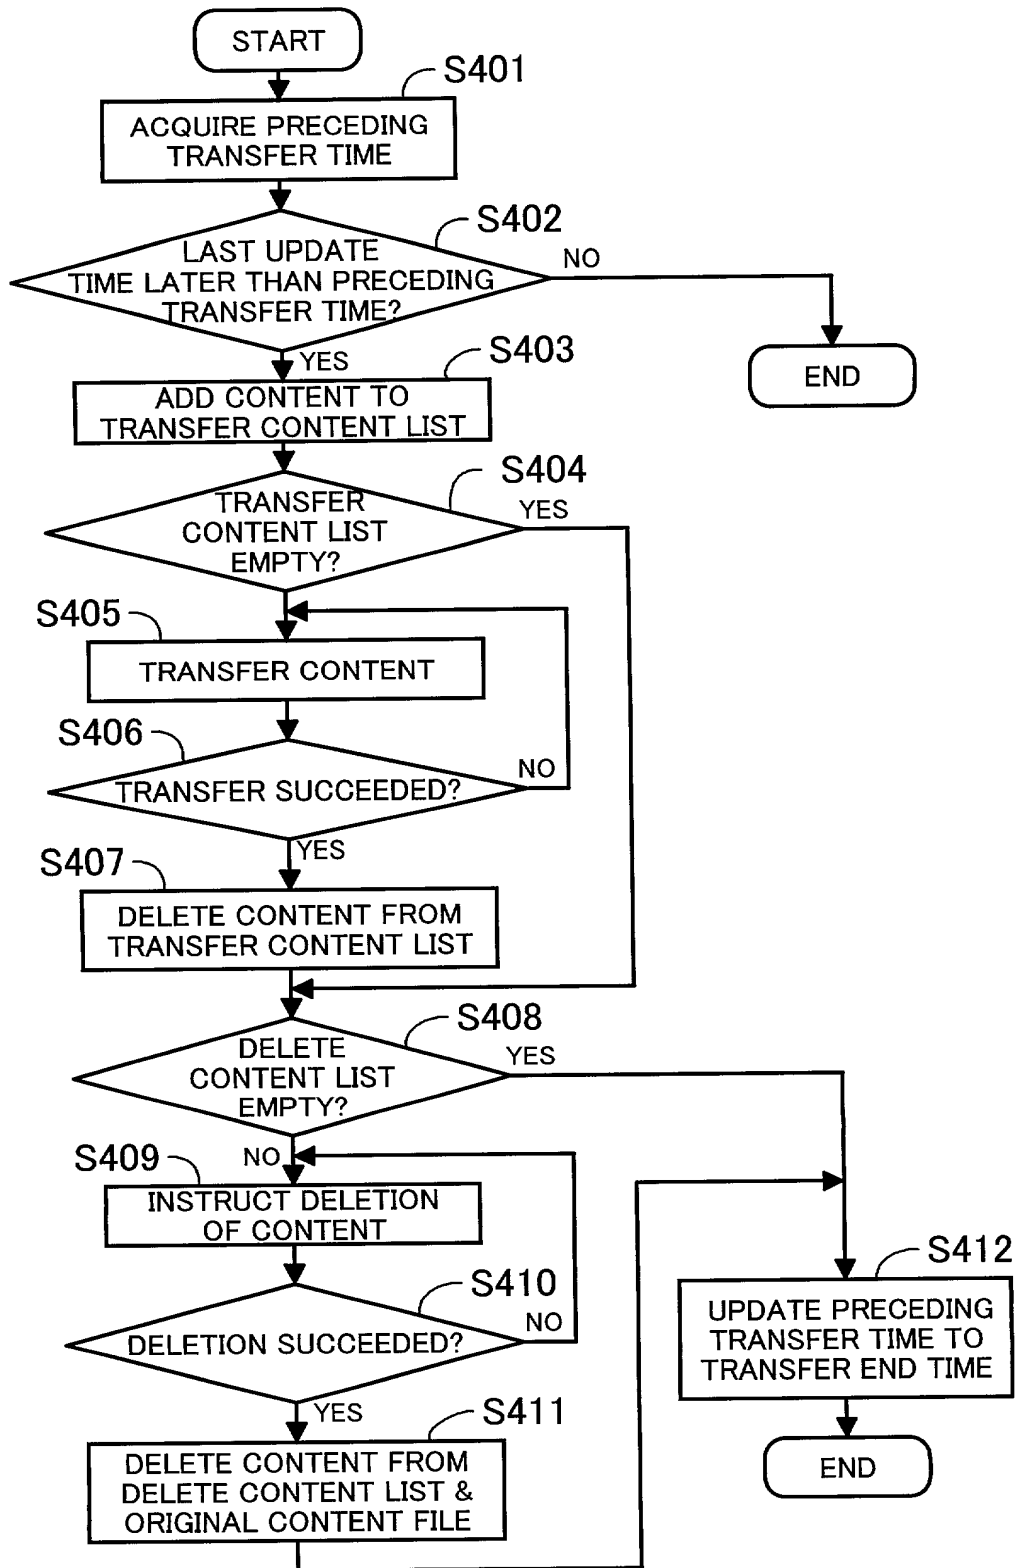 START
S401
ACQUIRE PRECEDING
TRANSFER TIME
S402
LAST UPDATE
TIME LATER THAN PRECEDING
TRANSFER TIME?
NO
END
YES
S403
ADD CONTENT TO
TRANSFER CONTENT LIST
S404
TRANSFER
CONTENT LIST
EMPTY?
YES
S405
TRANSFER CONTENT
S406
TRANSFER SUCCEEDED?
NO
YES
S407
DELETE CONTENT FROM
TRANSFER CONTENT LIST
S408
DELETE
CONTENT LIST
EMPTY?
YES
NO
S409
INSTRUCT DELETION
OF CONTENT
S410
DELETION SUCCEEDED?
NO
YES
S411
DELETE CONTENT FROM
DELETE CONTENT LIST &
ORIGINAL CONTENT FILE
S412
UPDATE PRECEDING
TRANSFER TIME TO
TRANSFER END TIME
END